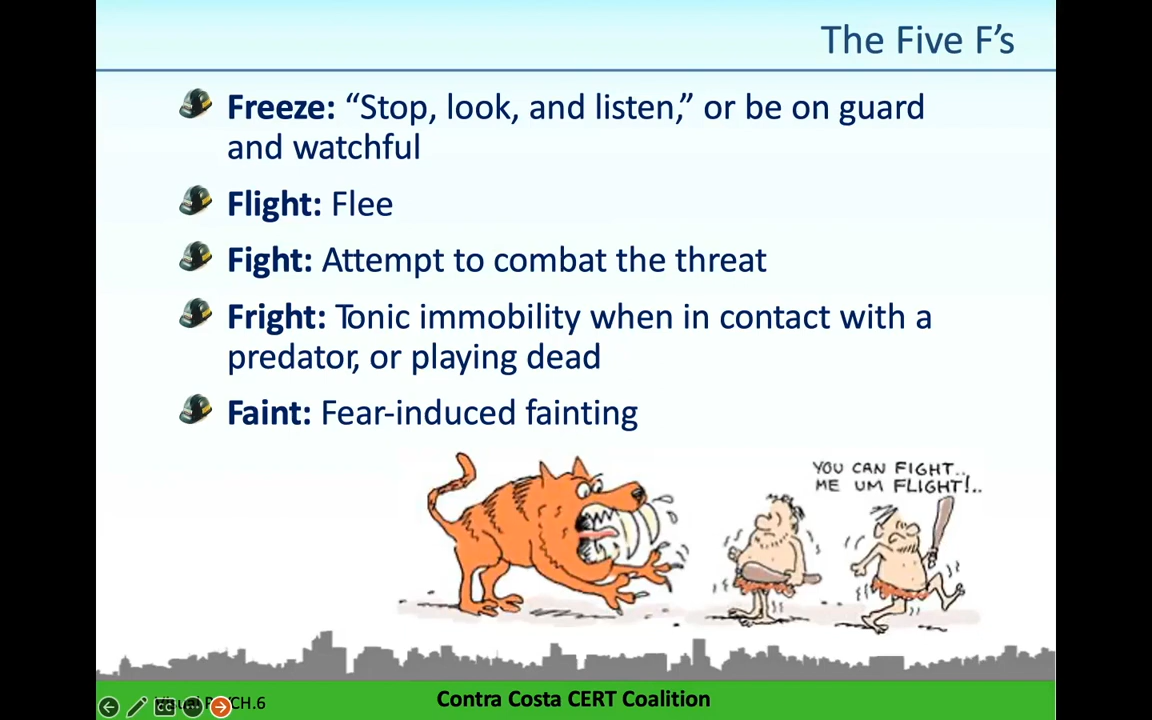 The Five F’s
Freeze: “Stop, look, and listen,” or be on guard
and watchful
Flight: Flee
Fight: Attempt to combat the threat
Fright: Tonic immobility when in contact with a
predator, or playing dead
Faint: Fear-induced fainting
YOU CAN FIGHT..
ME UM FLIGHT!..
CH.6
Contra Costa CERT Coalition